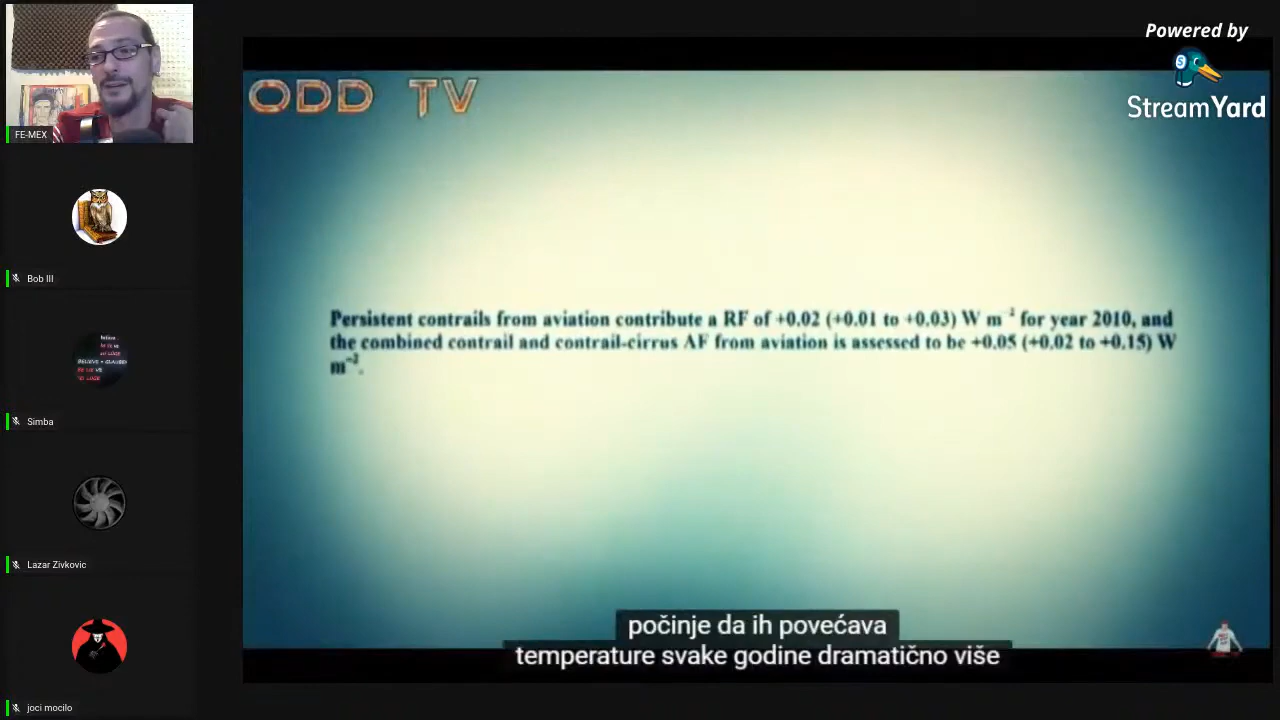 Powered by
StreamYard
ODD TV
FE-MEX
Bob III
Simba
Lazar Zivkovic
joci mocilo
Persistent contrails from aviation contribute a RF of +0.02 (+0.01 to +0.03) W m⁻² for year 2010, and
the combined contrail and contrail-cirrus AF from aviation is assessed to be +0.05 (+0.02 to +0.15) W
m⁻².
počinje da ih povećava
temperature svake godine dramatično više